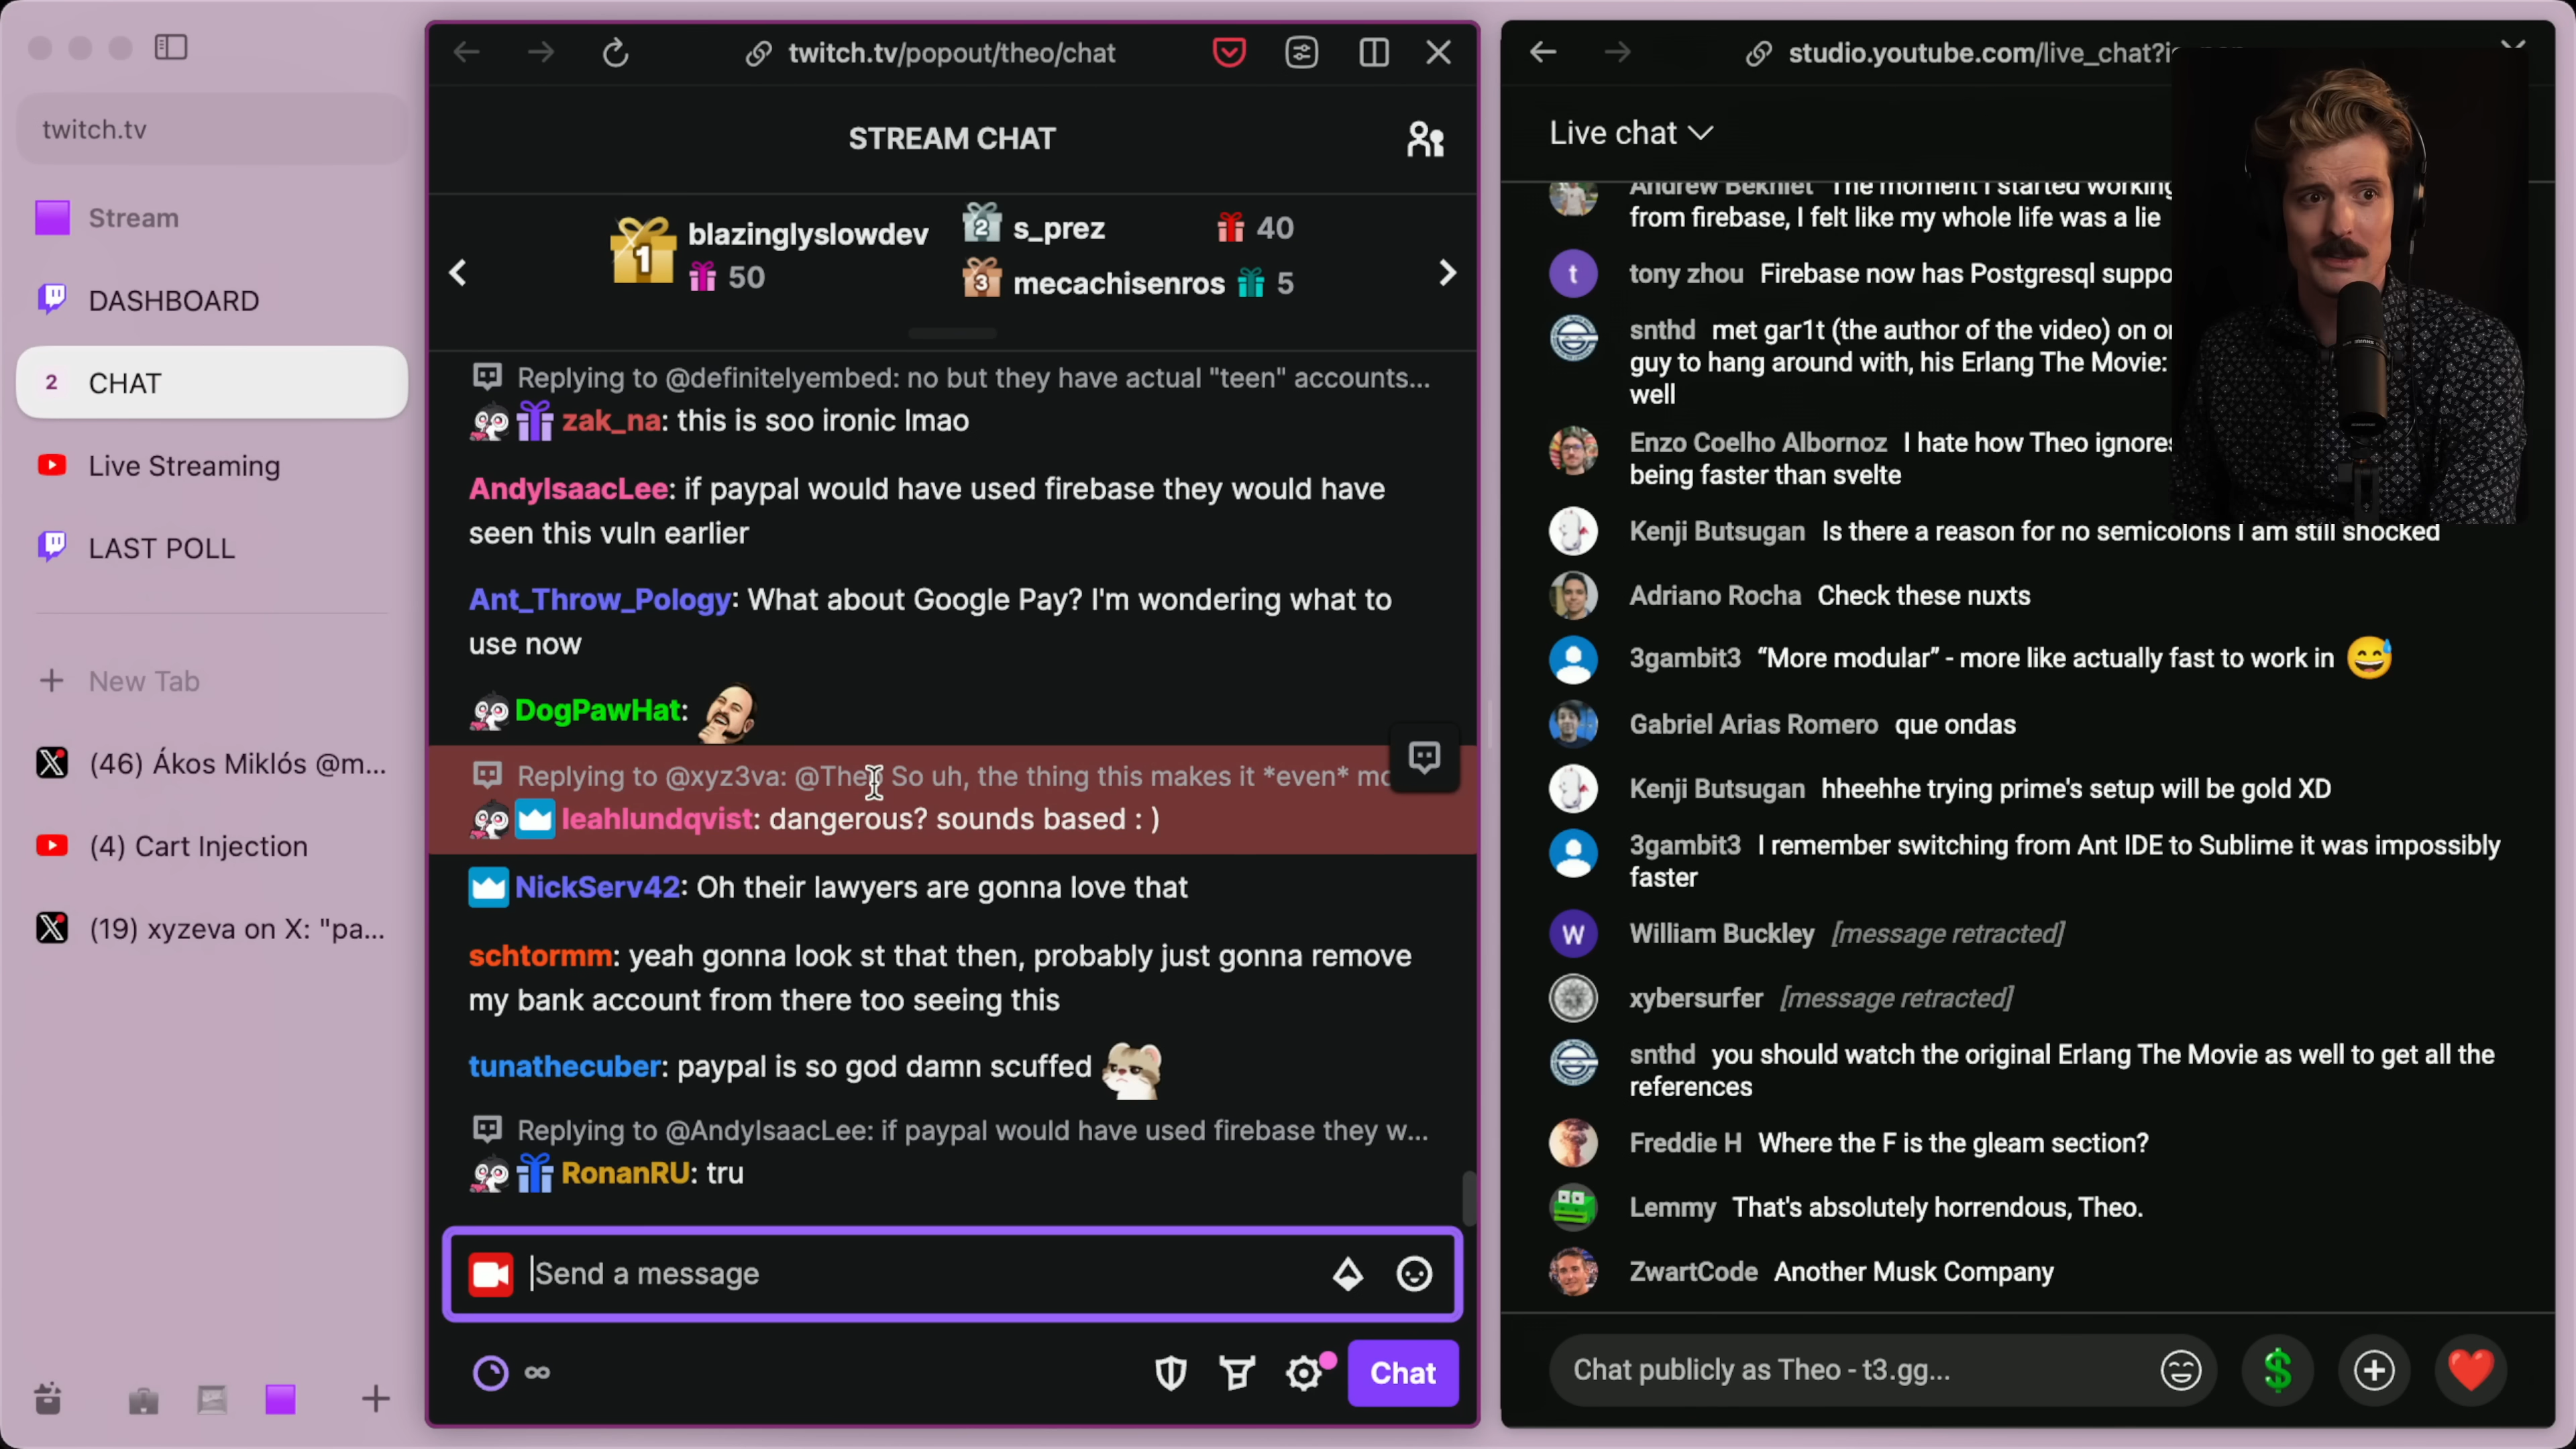 twitch.tv
Stream
DASHBOARD
2 CHAT
Live Streaming
LAST POLL
New Tab
(46) Ákos Miklós @m...
(4) Cart Injection
(19) xyzeva on X: "pa...
twitch.tv/popout/theo/chat
STREAM CHAT
1 blazinglyslowdev
50
2 s_prez 40
3 mecachisenros 5
Replying to @definitelyembed: no but they have actual "teen" accounts...
zak_na: this is soo ironic lmao
AndyIsaacLee: if paypal would have used firebase they would have
seen this vuln earlier
Ant_Throw_Pology: What about Google Pay? I'm wondering what to
use now
DogPawHat:
Replying to @xyz3va: So uh, the thing this makes it *even*
leahlundqvist: dangerous? sounds based : )
NickServ42: Oh their lawyers are gonna love that
schtormm: yeah gonna look st that then, probably just gonna remove
my bank account from there too seeing this
tunathecuber: paypal is so god damn scuffed
Replying to @AndyIsaacLee: if paypal would have used firebase they w...
RonanRU: tru
Send a message
Chat
studio.youtube.com/live_chat?
Live chat
Andrew The moment I started working
from firebase, I felt like my whole life was a lie
t tony zhou Firebase now has Postgresql
snthd met gar1t (the author of the video) on
guy to hang around with, his Erlang The Movie:
well
Enzo Coelho Albornoz I hate how Theo ignores
being faster than svelte
Kenji Butsugan Is there a reason for no semicolons I am still shocked
Adriano Rocha Check these nuxts
3gambit3 “More modular” - more like actually fast to work in 😅
Gabriel Arias Romero que ondas
Kenji Butsugan hheehhe trying prime's setup will be gold XD
3gambit3 I remember switching from Ant IDE to Sublime it was impossibly
faster
W William Buckley [message retracted]
xybersurfer [message retracted]
snthd you should watch the original Erlang The Movie as well to get all the
references
Freddie H Where the F is the gleam section?
Lemmy That's absolutely horrendous, Theo.
ZwartCode Another Musk Company
Chat publicly as Theo - t3.gg...